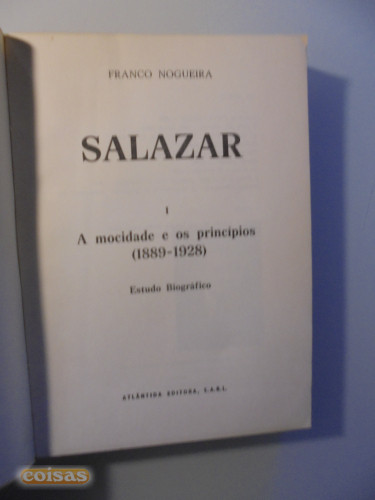 FRANCO NOGUEIRA
SALAZAR
I
A mocidade e os princípios
(1889-1928)
Estudo Biográfico
ATLÂNTIDA EDITORA, S.A.R.L.
coisas